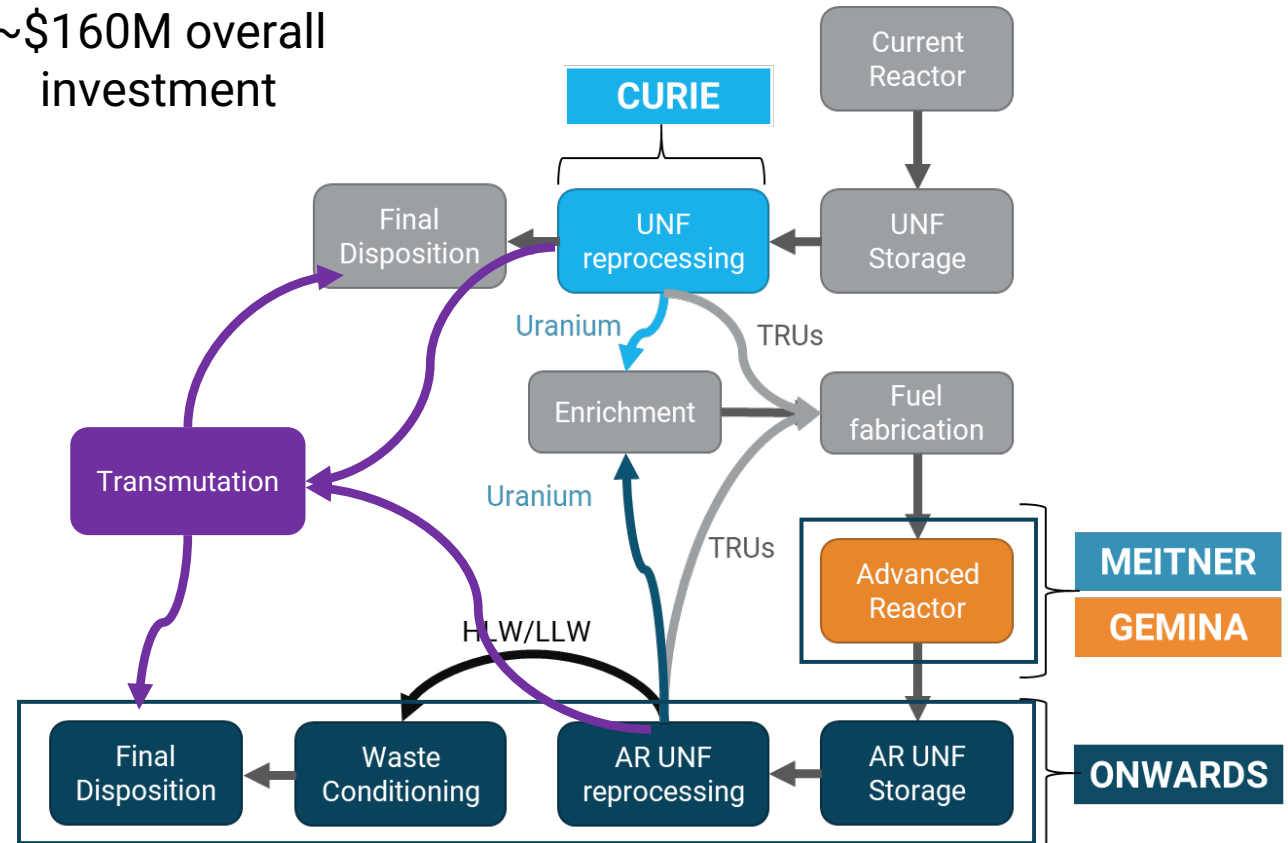 ~$160M overall
investment
Current
Reactor
CURIE
Final
Disposition
UNF
reprocessing
UNF
Storage
Uranium
TRUs
Enrichment
Fuel
fabrication
Transmutation
Uranium
TRUs
Advanced
Reactor
MEITNER
GEMINA
HLW/LLW
Final
Disposition
Waste
Conditioning
AR UNF
reprocessing
AR UNF
Storage
ONWARDS